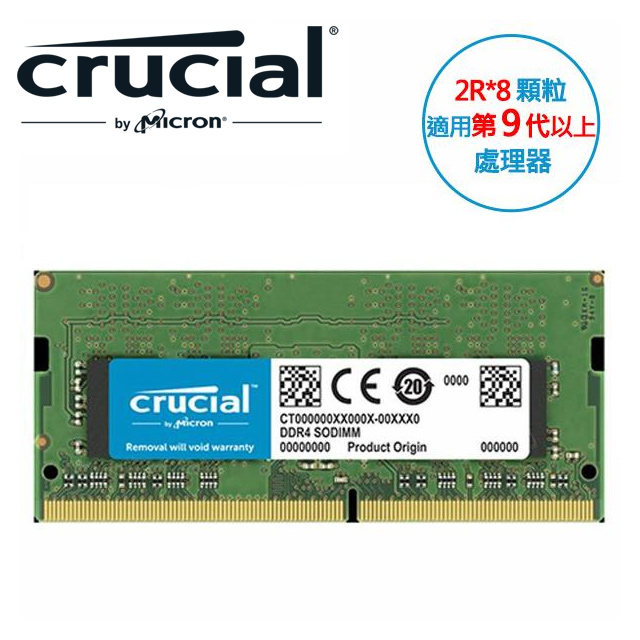 crucial®
by Micron®
2R*8 顆粒
適用第9代以上
處理器
crucial™
by Micron
Removal will void warranty
CE 20 0000
CT000000XX000X-00XXX0
DDR4 SODIMM
00000000 Product Origin 000000